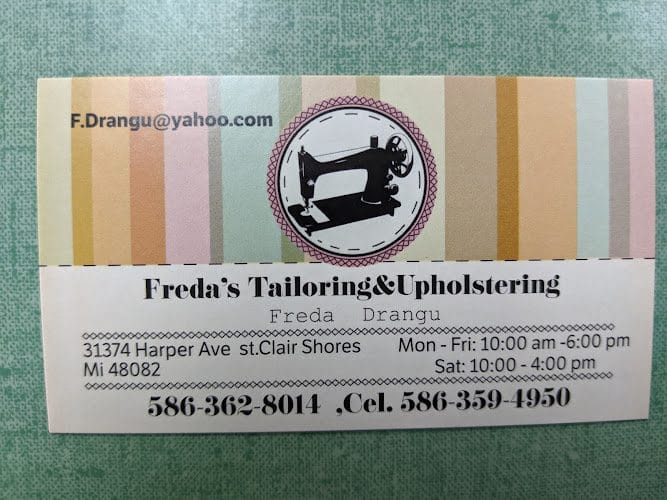 F.Drangu@yahoo.com
Freda's Tailoring&Upholstering
Freda Drangu
31374 Harper Ave st.Clair Shores Mon - Fri: 10:00 am -6:00 pm
Mi 48082 Sat: 10:00 - 4:00 pm
586-362-8014 ,Cel. 586-359-4950